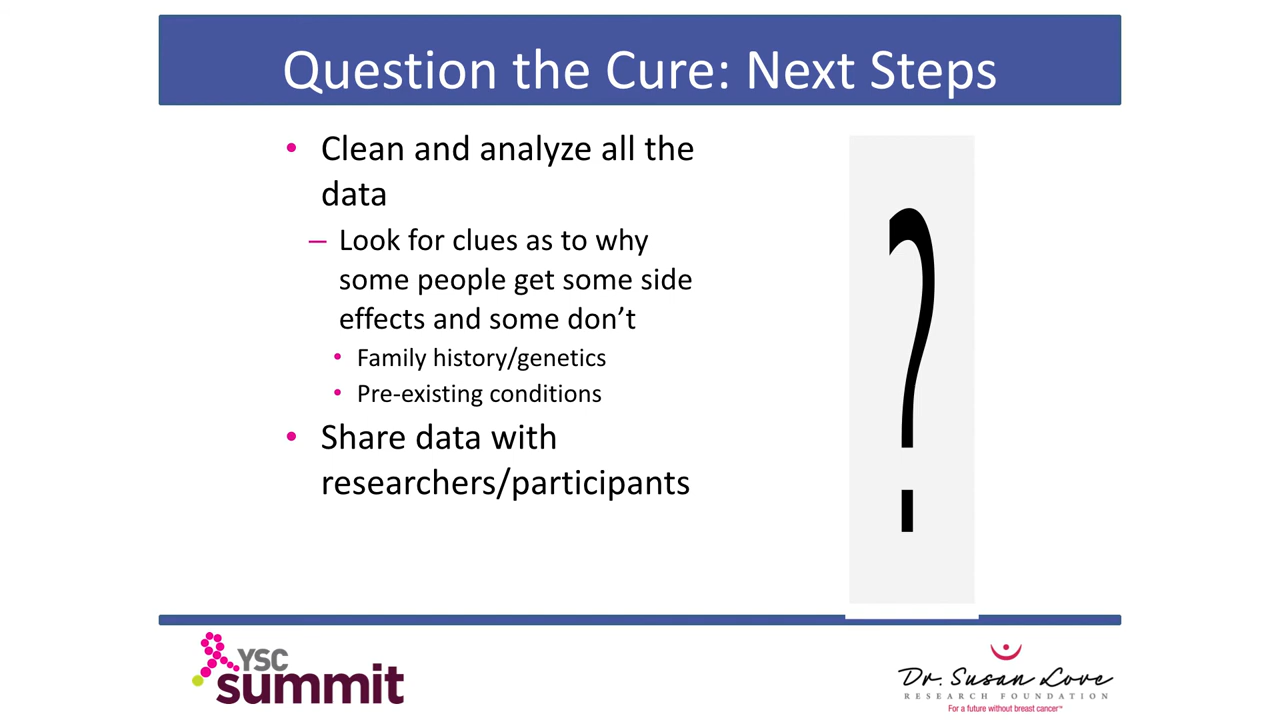 Question the Cure: Next Steps
• Clean and analyze all the
data
– Look for clues as to why
some people get some side
effects and some don’t
• Family history/genetics
• Pre-existing conditions
• Share data with
researchers/participants
?
YSC
summit
Dr. Susan Love
RESEARCH FOUNDATION
For a future without breast cancer™